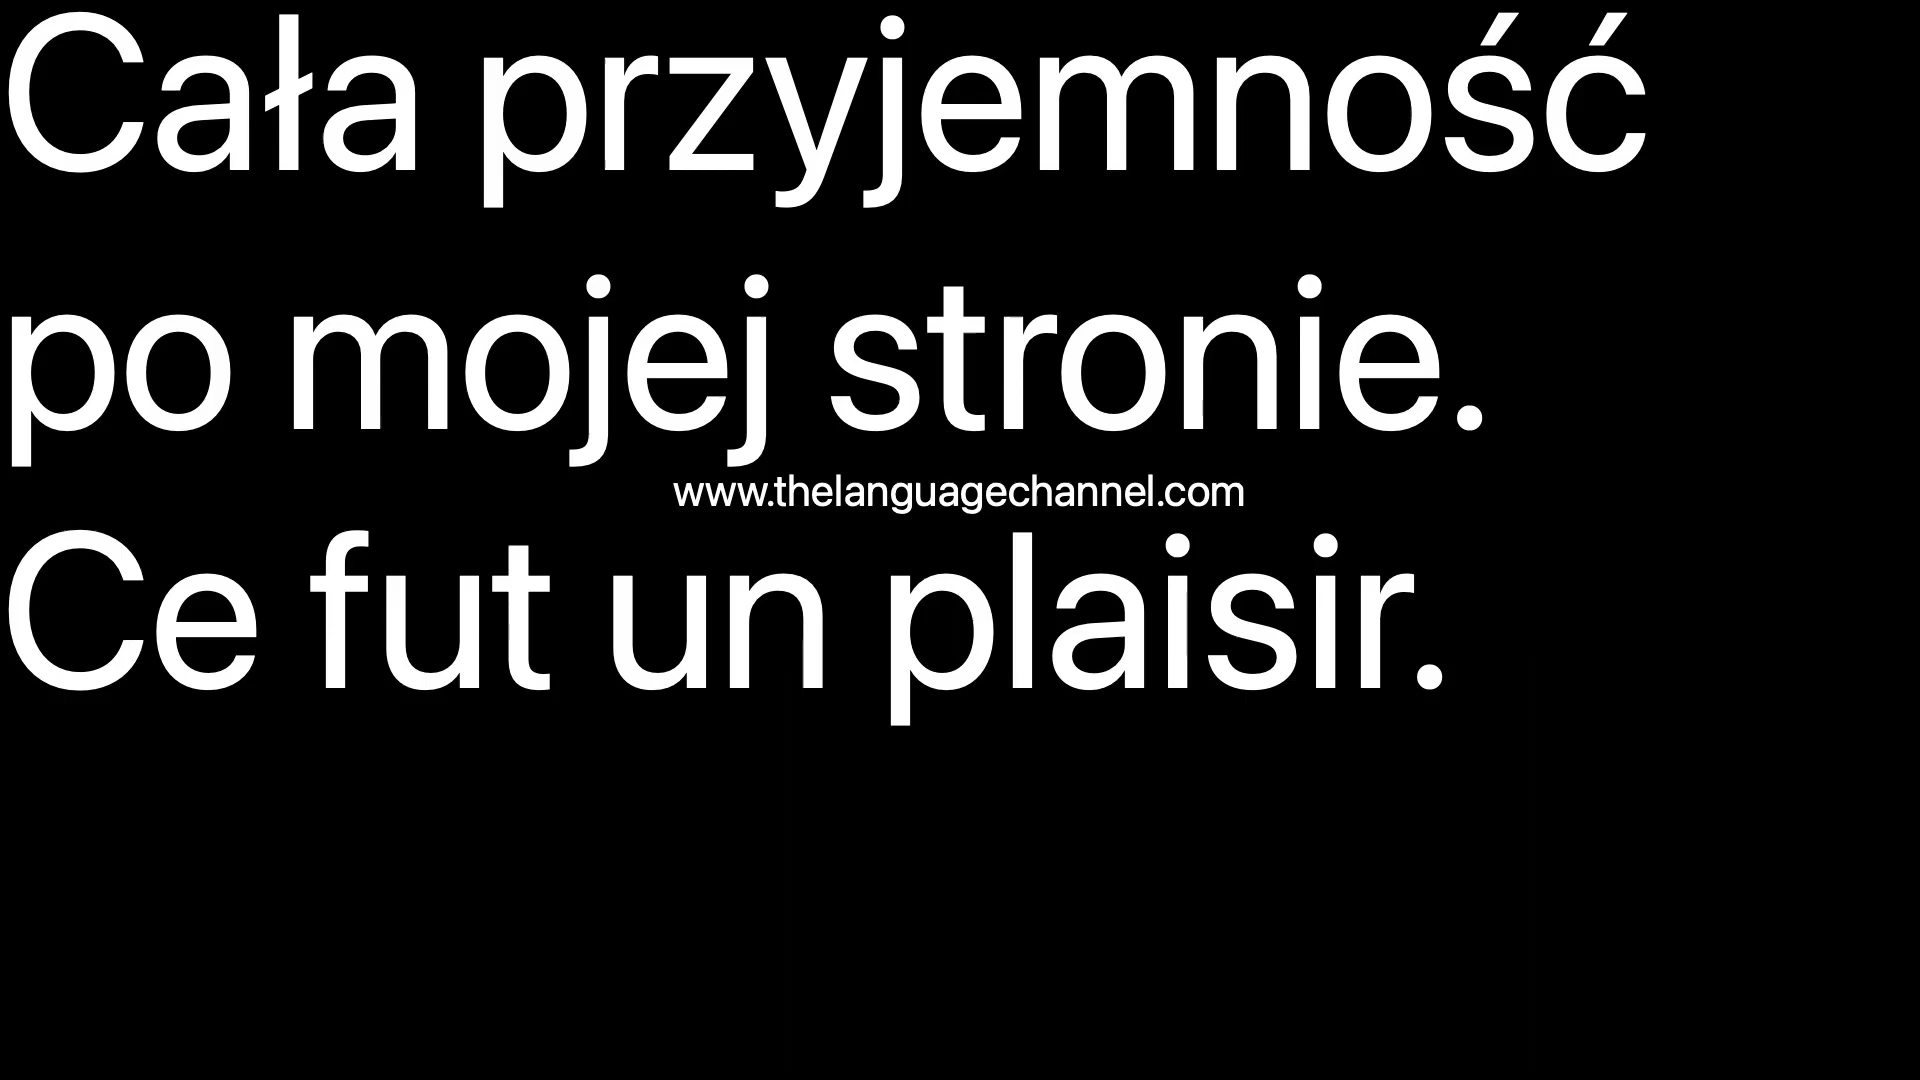 Cała przyjemność
po mojej stronie.
www.thelanguagechannel.com
Ce fut un plaisir.